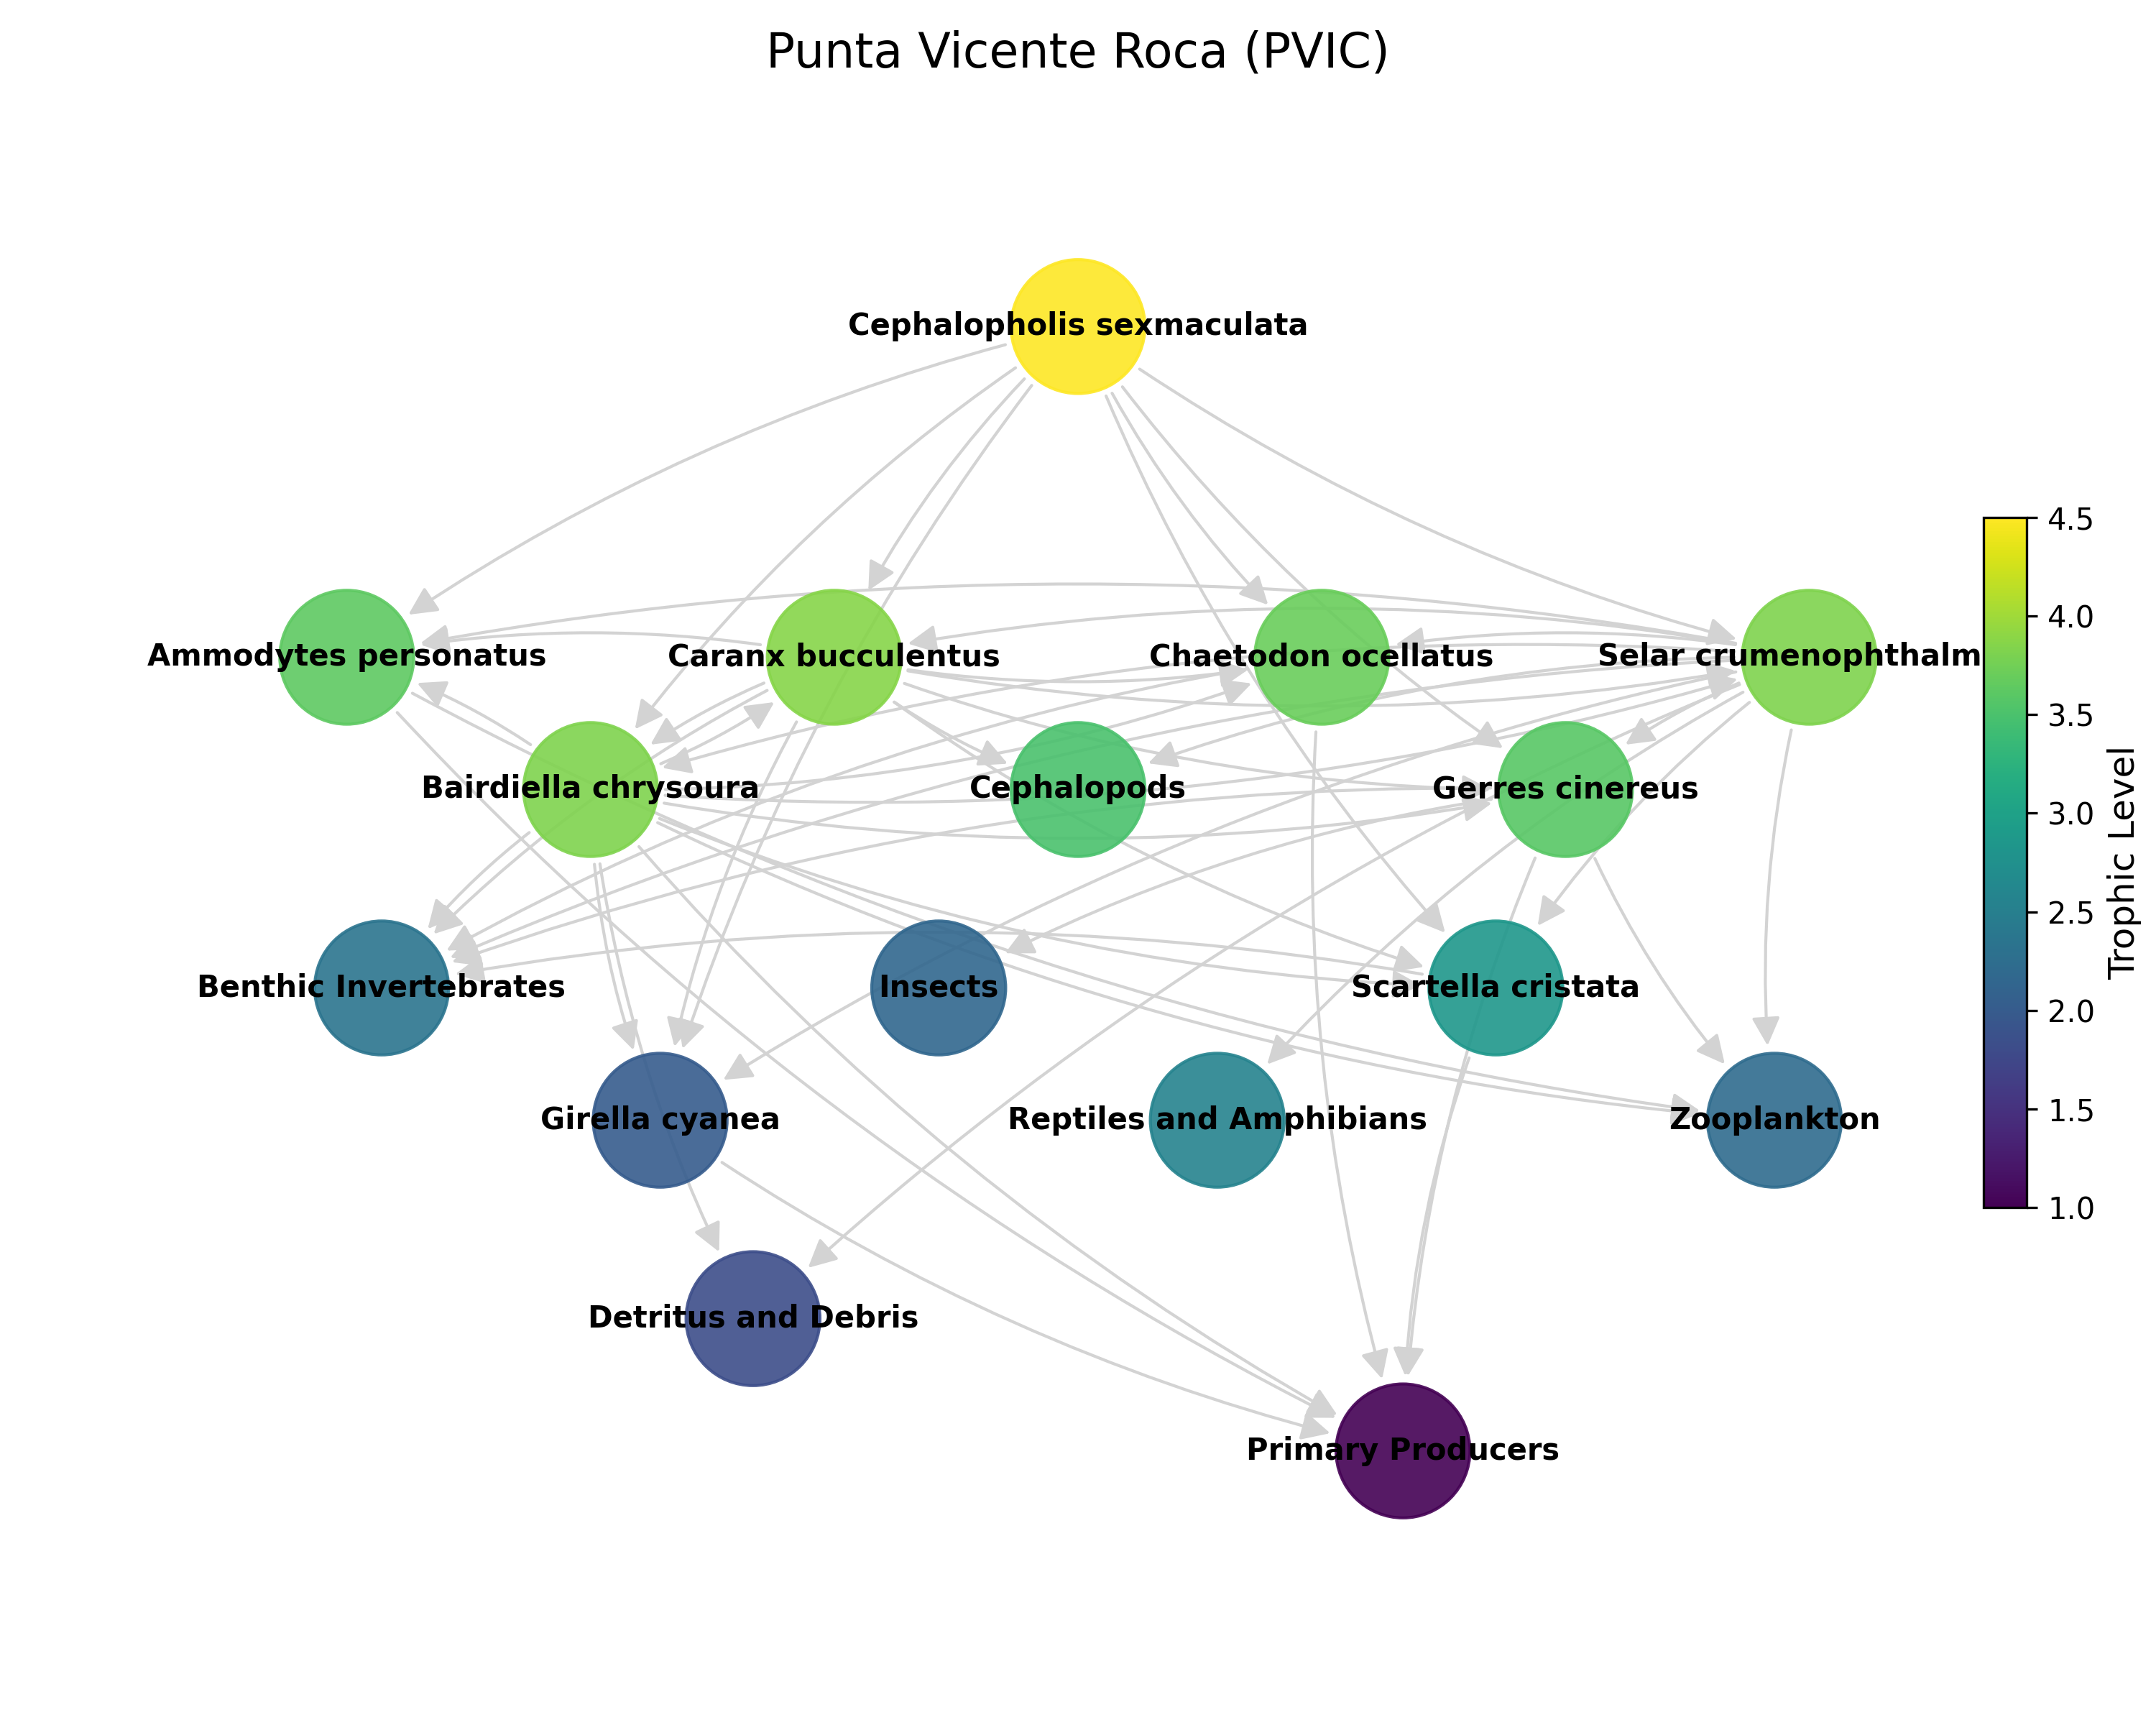 Punta Vicente Roca (PVIC)
Cephalopholis sexmaculata
4.5
4.0
3.5
3.0
2.5
2.0
1.5
1.0
Trophic Level
Ammodytes personatus
Caranx bucculentus
Chaetodon ocellatus
Selar crumenophthalm
Bairdiella chrysoura
Cephalopods
Gerres cinereus
Benthic Invertebrates
Insects
Scartella cristata
Girella cyanea
Reptiles and Amphibians
Zooplankton
Detritus and Debris
Primary Producers